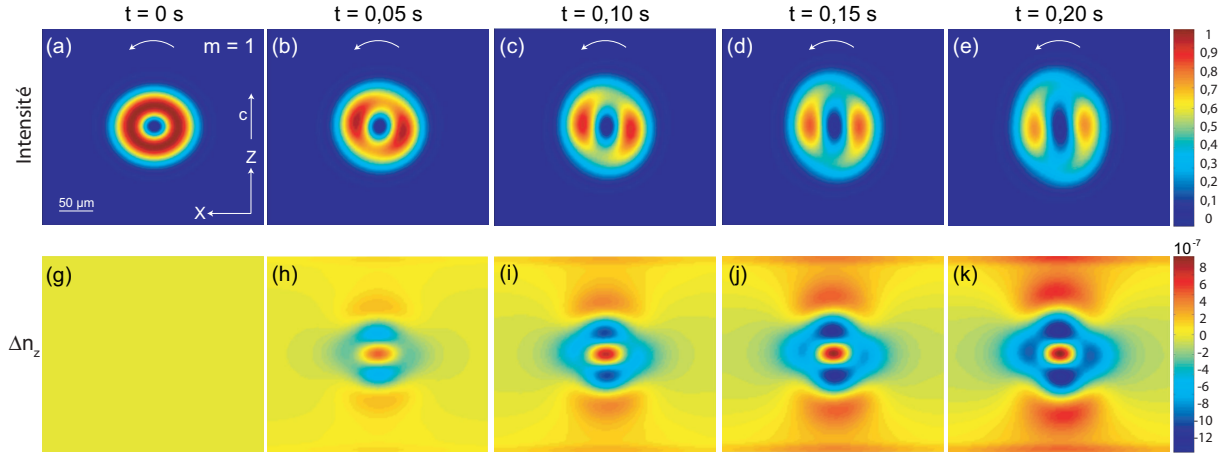 t = 0 s t = 0,05 s t = 0,10 s t = 0,15 s t = 0,20 s
Intensité
(a) m = 1 (b) (c) (d) (e)
c
Z
X
50 µm
1
0,9
0,8
0,7
0,6
0,5
0,4
0,3
0,2
0,1
0
Δn_z
(g) (h) (i) (j) (k)
10⁻⁷
8
6
4
2
0
-2
-4
-6
-8
-10
-12